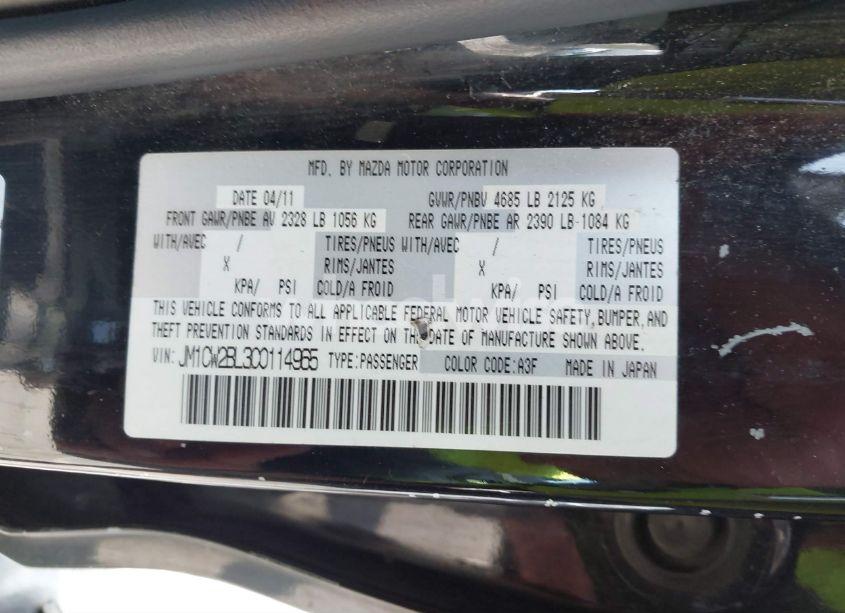 MFD. BY MAZDA MOTOR CORPORATION
DATE 04/11 GVWR/PNBV 4685 LB 2125 KG
FRONT GAWR/PNBE AV 2328 LB 1056 KG REAR GAWR/PNBE AR 2390 LB-1084 KG
WITH/AVEC / TIRES/PNEUS WITH/AVEC / TIRES/PNEUS
X RIMS/JANTES X RIMS/JANTES
KPA/ PSI COLD/A FROID KPA/ PSI COLD/A FROID
THIS VEHICLE CONFORMS TO ALL APPLICABLE FEDERAL MOTOR VEHICLE SAFETY,BUMPER,AND
THEFT PREVENTION STANDARDS IN EFFECT ON THE DATE OF MANUFACTURE SHOWN ABOVE.
VIN: JM1CW2BL3C0114965 TYPE:PASSENGER COLOR CODE:A3F MADE IN JAPAN